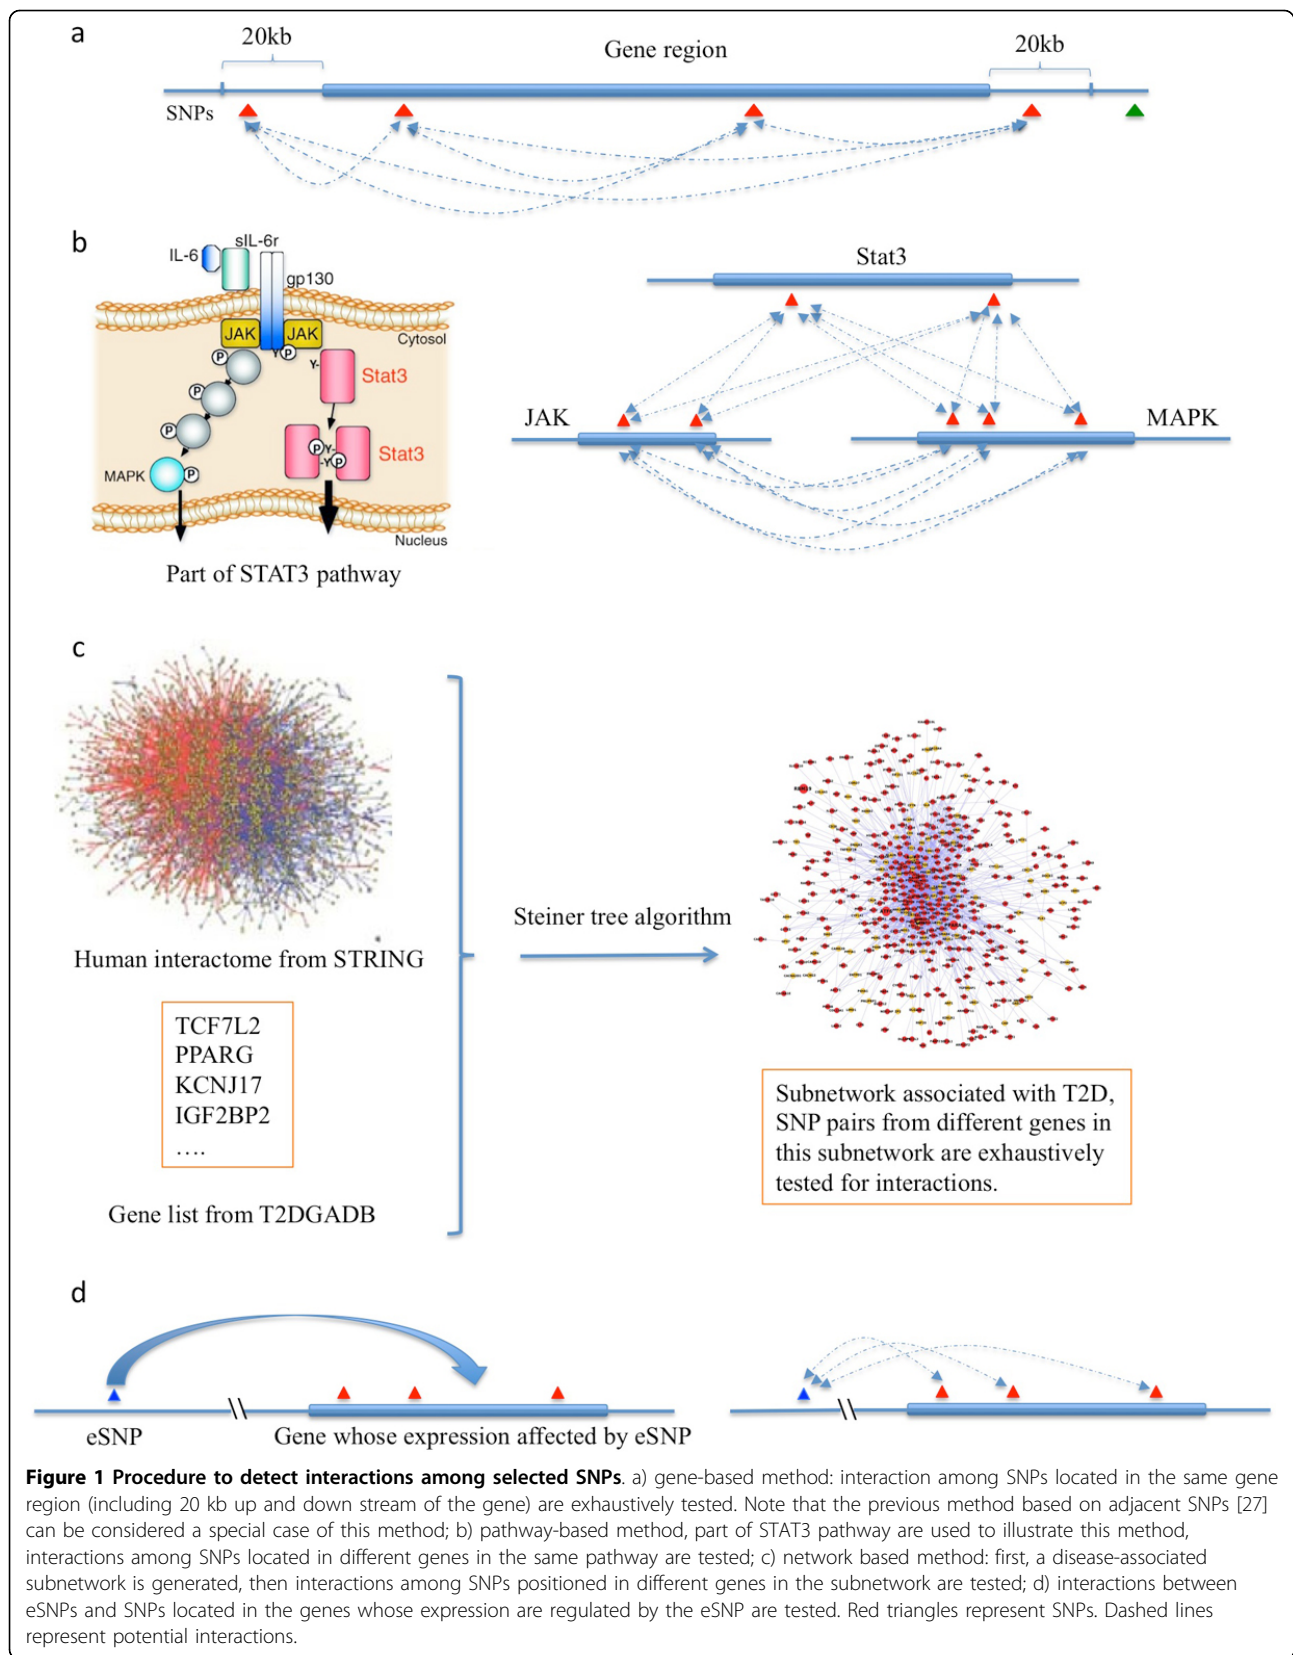 a
20kb
Gene region
20kb
SNPs
b
IL-6
sIL-6r
gp130
JAK
JAK
Cytosol
P
Y
P
Y-
Stat3
P
P
P
Y-
-Y
P
Stat3
MAPK
P
Nucleus
Part of STAT3 pathway
Stat3
JAK
MAPK
c
Human interactome from STRING
TCF7L2
PPARG
KCNJ17
IGF2BP2
....
Gene list from T2DGADB
Steiner tree algorithm
Subnetwork associated with T2D,
SNP pairs from different genes in
this subnetwork are exhaustively
tested for interactions.
d
eSNP
Gene whose expression affected by eSNP
Figure 1 Procedure to detect interactions among selected SNPs. a) gene-based method: interaction among SNPs located in the same gene
region (including 20 kb up and down stream of the gene) are exhaustively tested. Note that the previous method based on adjacent SNPs [27]
can be considered a special case of this method; b) pathway-based method, part of STAT3 pathway are used to illustrate this method,
interactions among SNPs located in different genes in the same pathway are tested; c) network based method: first, a disease-associated
subnetwork is generated, then interactions among SNPs positioned in different genes in the subnetwork are tested; d) interactions between
eSNPs and SNPs located in the genes whose expression are regulated by the eSNP are tested. Red triangles represent SNPs. Dashed lines
represent potential interactions.